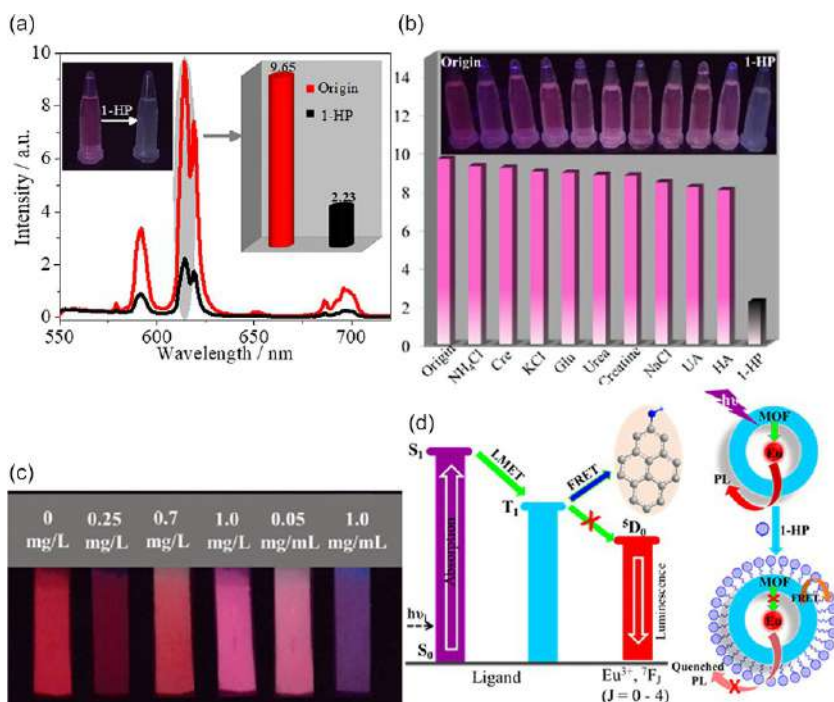 (a)
10
8
6
4
2
0
Intensity / a.u.
550
600
650
700
Wavelength / nm
1-HP
9.65
2.23
Origin
1-HP
(b)
14
12
10
8
6
4
2
0
Origin
1-HP
Origin
NH₄Cl
Cre
KCl
Glu
Urea
Creatine
NaCl
UA
HA
1-HP
(c)
0 0.25 0.7 1.0 0.05 1.0
mg/L mg/L mg/L mg/L mg/mL mg/mL
(d)
S₁
LMET
FRET
T₁
⁵D₀
Absorption
Luminescence
hυ
S₀
Ligand
Eu³⁺, ⁷Fⱼ
(J = 0 - 4)
hυ
MOF
Eu
PL
1-HP
MOF
FRET
Eu
Quenched
PL